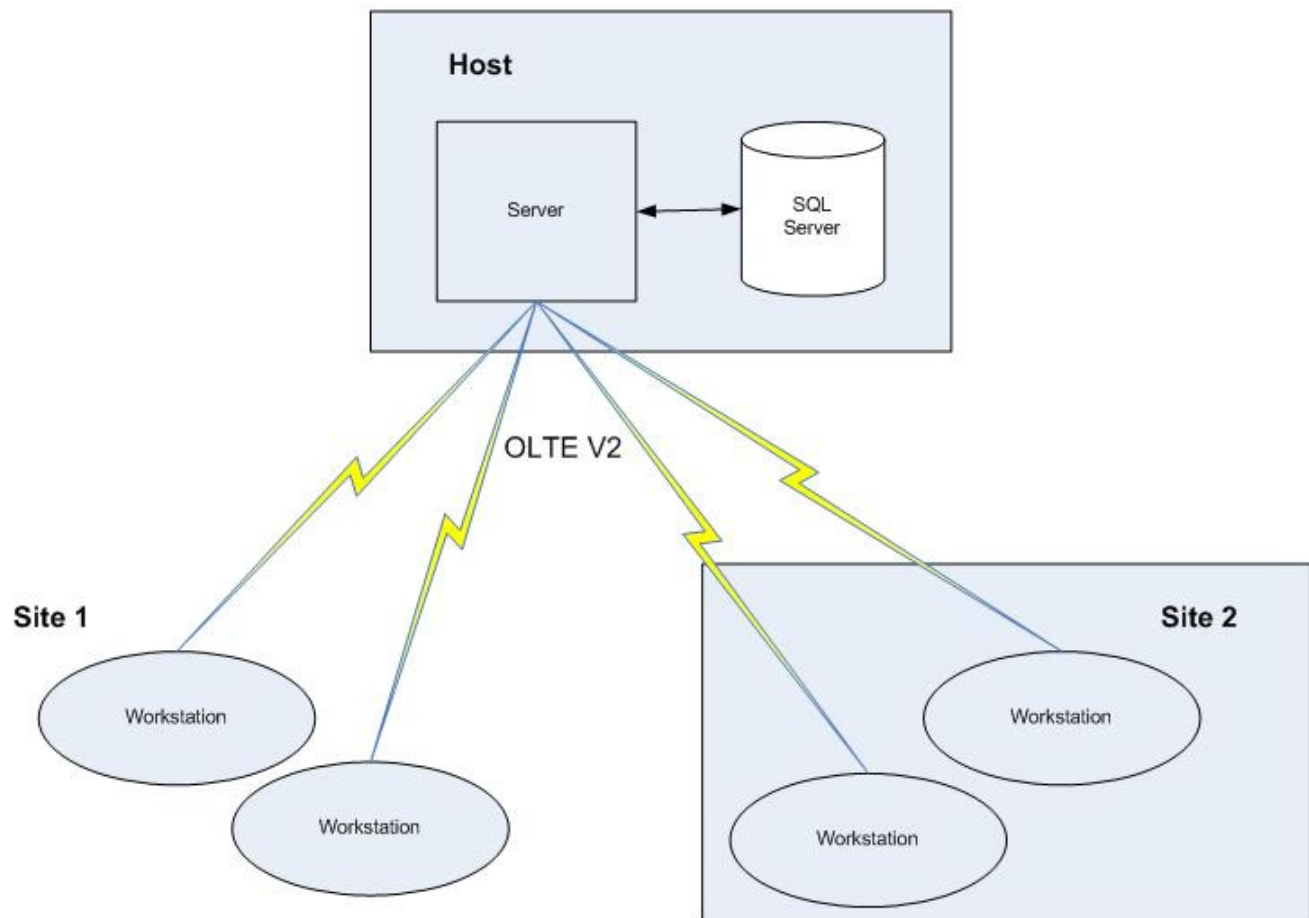 Host
Server
SQL
Server
OLTE V2
Site 1
Site 2
Workstation
Workstation
Workstation
Workstation